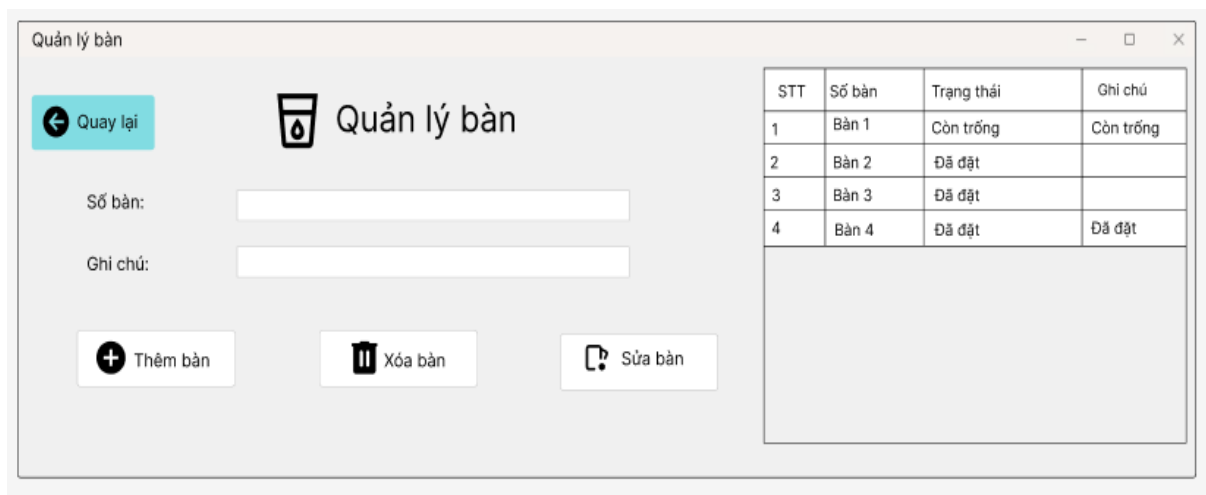 Quản lý bàn
Quay lại
Quản lý bàn
Số bàn:
Ghi chú:
Thêm bàn
Xóa bàn
Sửa bàn
STT Số bàn Trạng thái Ghi chú
1 Bàn 1 Còn trống Còn trống
2 Bàn 2 Đã đặt
3 Bàn 3 Đã đặt
4 Bàn 4 Đã đặt Đã đặt